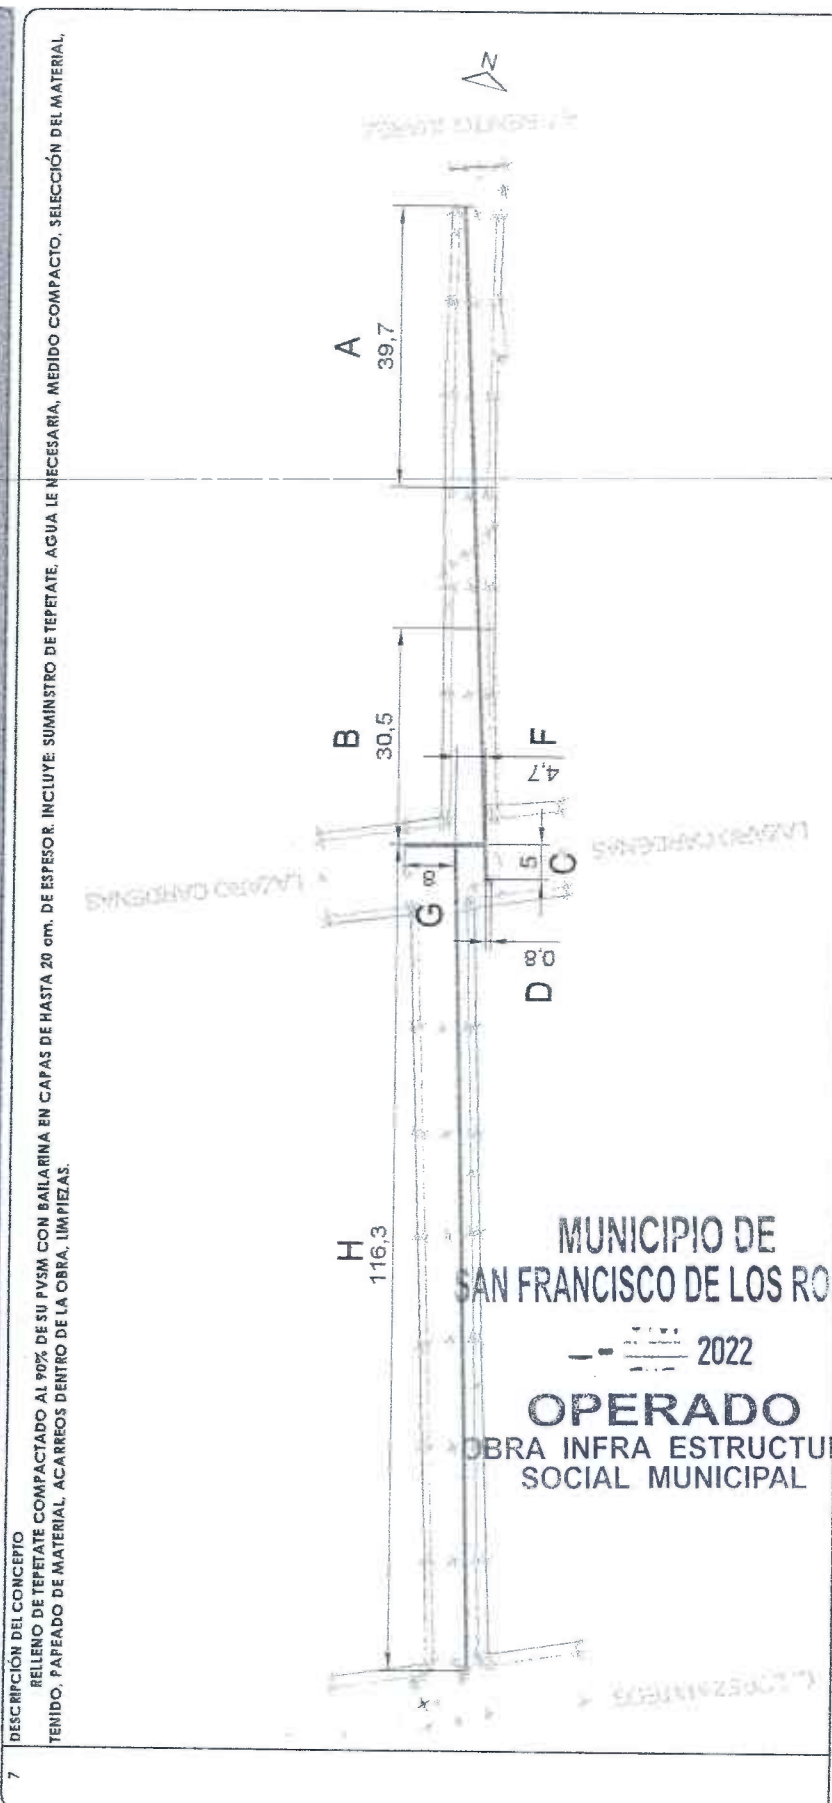 7
DESCRIPCIÓN DEL CONCEPTO
RELLENO DE TEPETATE COMPACTADO AL 90% DE SU PVSM CON BAILARINA EN CAPAS DE HASTA 20 cm. DE ESPESOR. INCLUYE: SUMINSTRO DE TEPETATE, AGUA LE NECESARIA, MEDIDO COMPACTO, SELECCIÓN DEL MATERIAL,
TENIDO, PAPEADO DE MATERIAL, ACARREOS DENTRO DE LA OBRA, LIMPIEZAS.
H
116,3
G
8
B
30,5
A
39,7
D
0,8
C
5
F
4,7
LAZARO CARDENAS
LAZARO CARDENAS
N
MUNICIPIO DE
SAN FRANCISCO DE LOS RO
2022
OPERADO
OBRA INFRA ESTRUCTU
SOCIAL MUNICIPAL